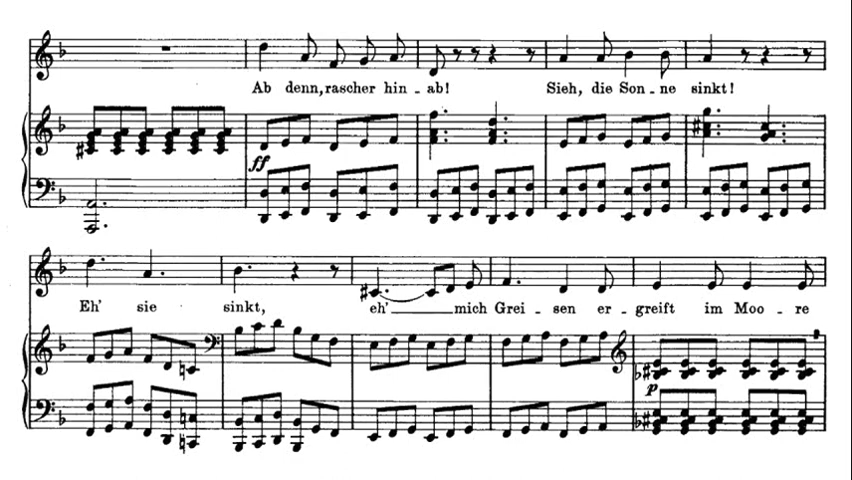 Ab denn, rascher hin - ab! Sieh, die Son - ne sinkt!
ff
Eh' sie sinkt, eh' mich Grei - sen er - greift im Moo - re
p